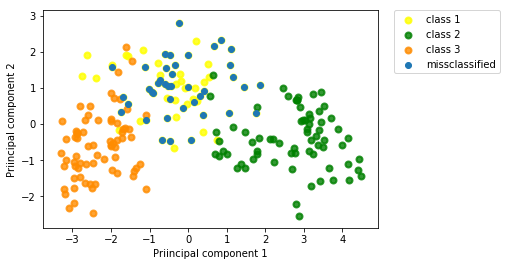 class 1
class 2
class 3
missclassified
Priincipal component 2
3
2
1
0
−1
−2
−3
−2
−1
0
1
2
3
4
Priincipal component 1